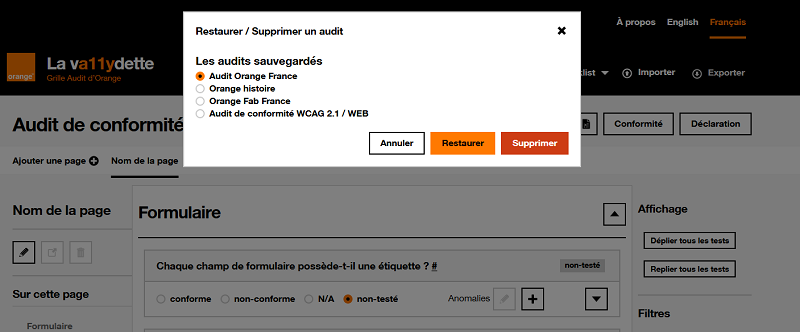 Restaurer / Supprimer un audit
Les audits sauvegardés
Audit Orange France
Orange histoire
Orange Fab France
Audit de conformité WCAG 2.1 / WEB
Annuler
Restaurer
Supprimer
À propos
English
Français
orange
La va11ydette
Grille Audit d'Orange
Importer
Exporter
Audit de conformité
Conformité
Déclaration
Ajouter une page
Nom de la page
Nom de la page
Sur cette page
Formulaire
Formulaire
Chaque champ de formulaire possède-t-il une étiquette ? #
non-testé
conforme
non-conforme
N/A
non-testé
Anomalies
Affichage
Déplier tous les tests
Replier tous les tests
Filtres